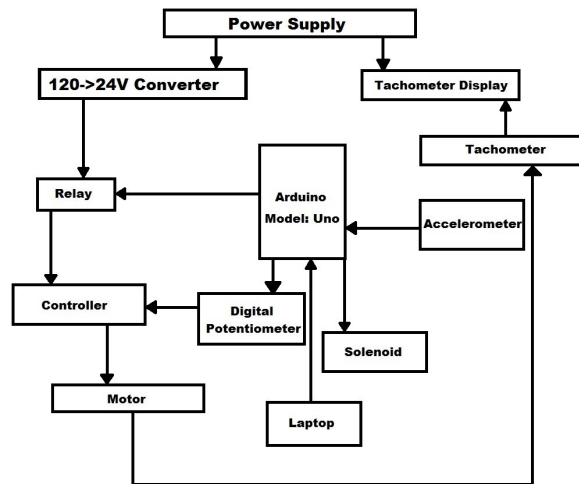 Power Supply
120->24V Converter
Tachometer Display
Tachometer
Relay
Arduino
Model: Uno
Accelerometer
Controller
Digital
Potentiometer
Solenoid
Motor
Laptop